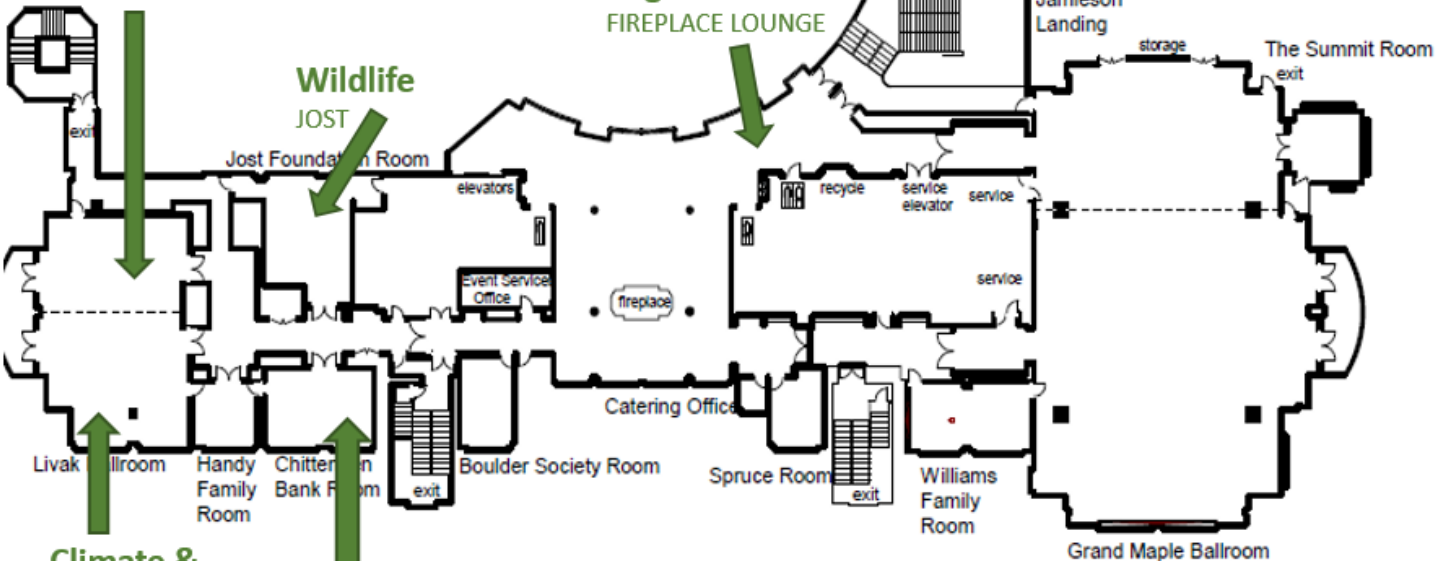 Jamieson
Landing
FIREPLACE LOUNGE
storage
The Summit Room
exit
Wildlife
JOST
exit
Jost Foundation Room
elevators
recycle
service
elevator
service
service
Event Service
Office
fireplace
Catering Office
Livak Ballroom
Handy
Family
Room
Chittenden
Bank Room
exit
Boulder Society Room
Spruce Room
exit
Williams
Family
Room
Grand Maple Ballroom
Climate &